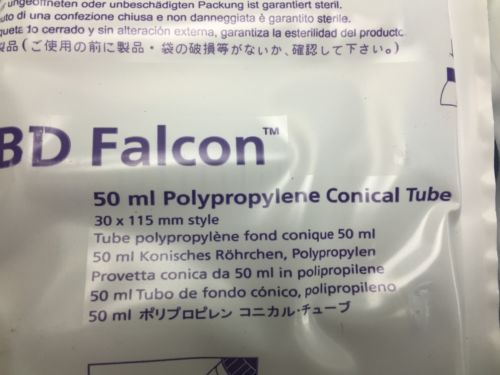 ungeöffneten oder unbeschädigten Packung ist garantiert steril.
uto di una confezione chiusa e non danneggiata è garantito sterile.
queta 10 cerrado y sin alteración externa, garantiza la esterilidad del producto
製品（ご使用の前に製品・袋の破損等がないか、確認して下さい。）
BD Falcon™
50 ml Polypropylene Conical Tube
30 x 115 mm style
Tube polypropylène fond conique 50 ml
50 ml Konisches Röhrchen, Polypropylen
Provetta conica da 50 ml in polipropilene
50 ml Tubo de fondo cónico, polipropileno
50 ml ポリプロピレン コニカル・チューブ